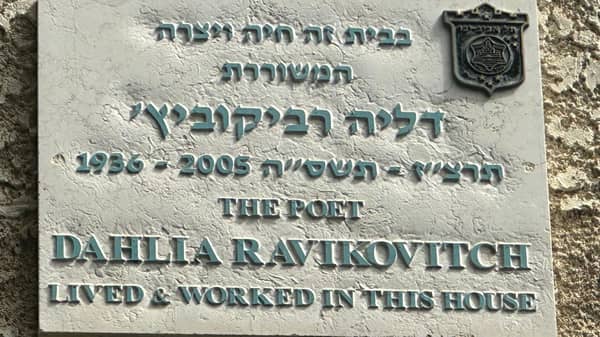 בבית זה חיה ויצרה
המשוררת
דליה רביקוביץ׳
תרצ״ז - תשס״ה 2005 - 1936
THE POET
DAHLIA RAVIKOVITCH
LIVED & WORKED IN THIS HOUSE